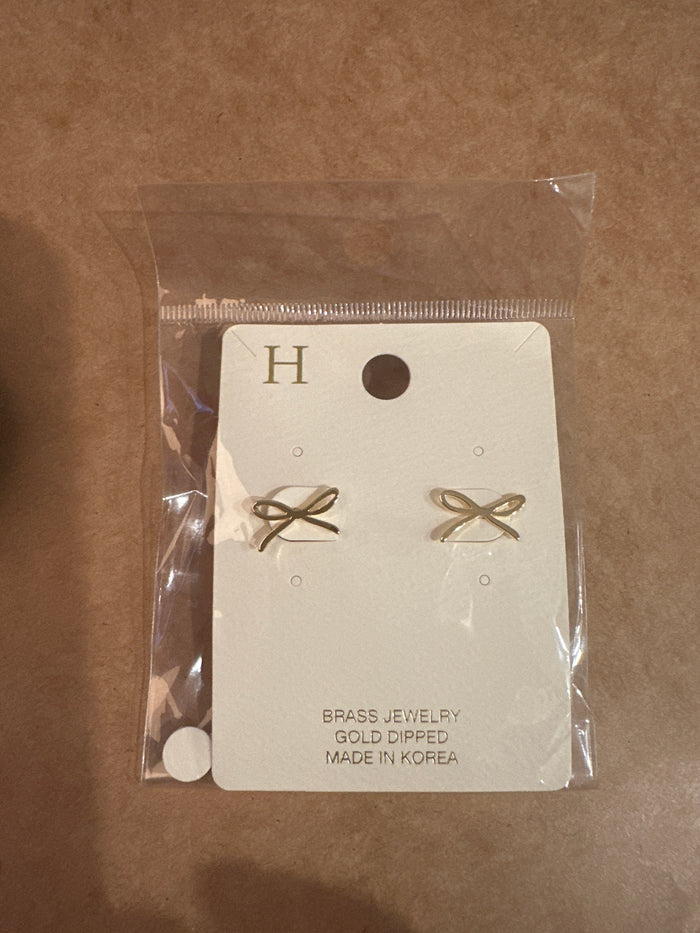 H
BRASS JEWELRY
GOLD DIPPED
MADE IN KOREA